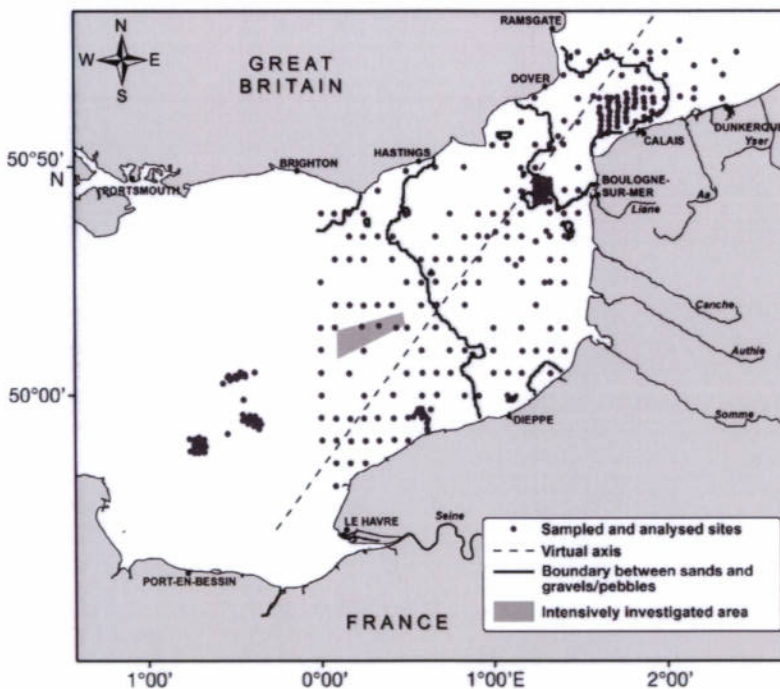 RAMSGATE
N
W E
S
GREAT
BRITAIN
DOVER
DUNKERQUE
Yser
CALAIS
50°50'
N
HASTINGS
BRIGHTON
PORTSMOUTH
BOULOGNE-
SUR-MER
Aa
Liane
Canche
Authie
50°00'
DIEPPE
Somme
LE HAVRE
Seine
PORT-EN-BESSIN
FRANCE
Sampled and analysed sites
Virtual axis
Boundary between sands and
gravels/pebbles
Intensively investigated area
1°00'
0°00'
1°00'E
2°00'